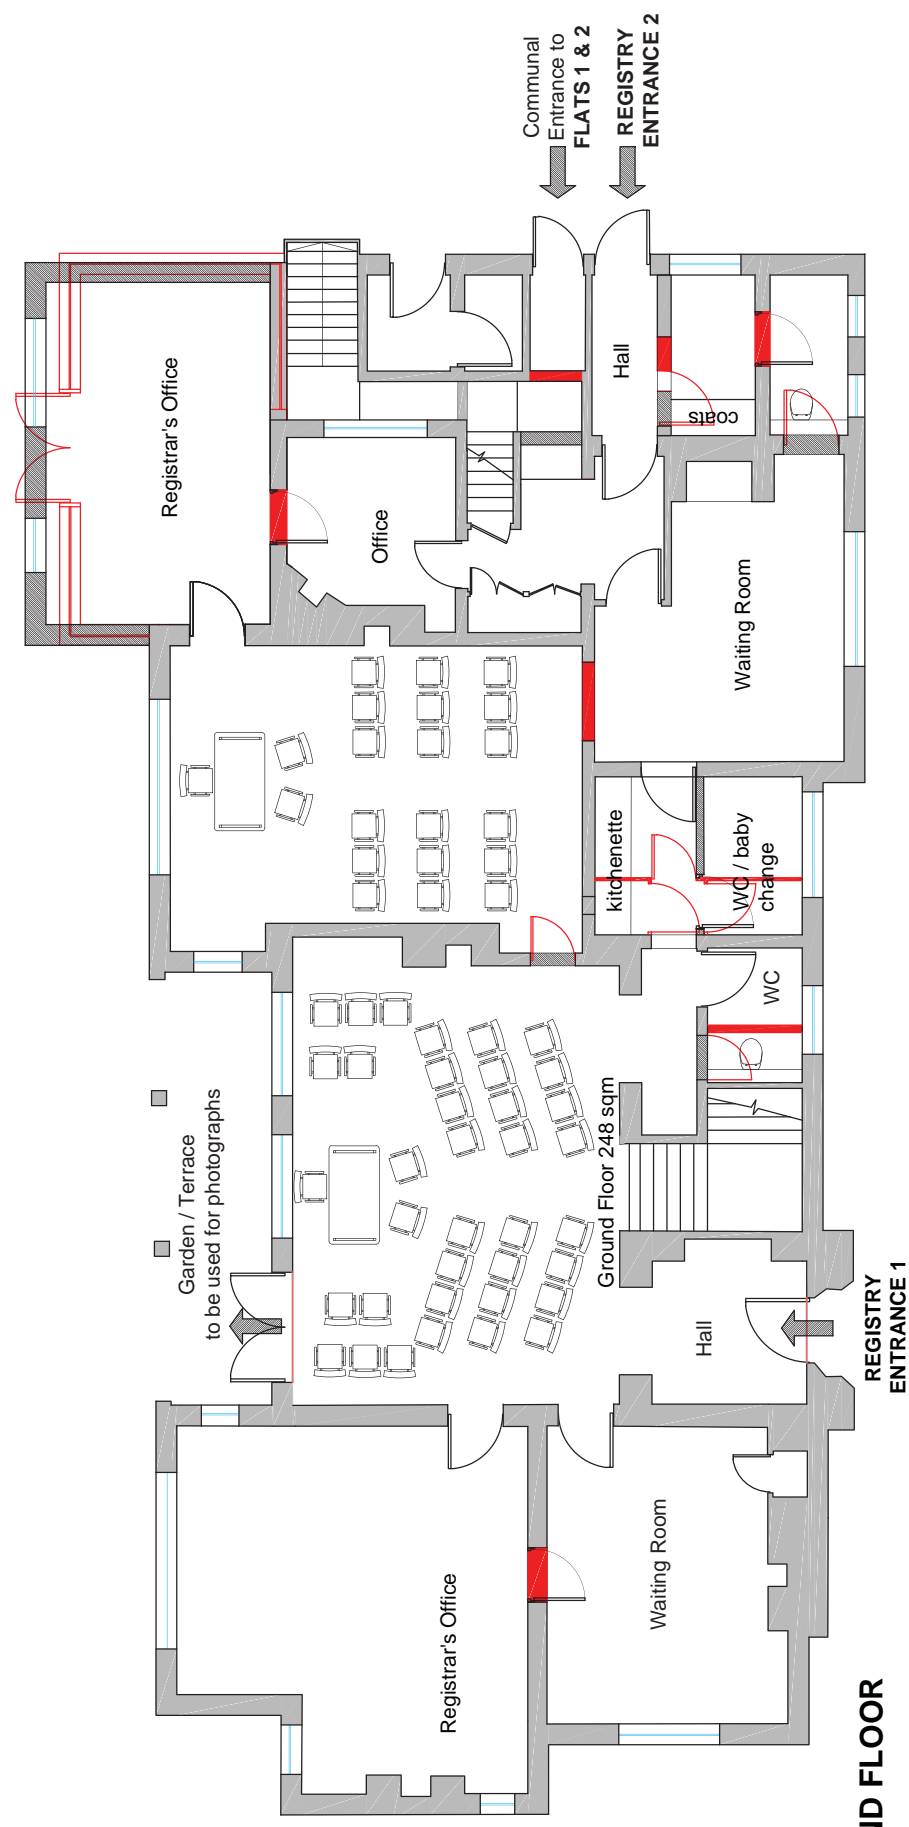 Communal
Entrance to
FLATS 1 & 2
REGISTRY
ENTRANCE 2
Registrar's Office
Office
Hall
coats
Waiting Room
kitchenette
WC / baby
change
WC
Garden / Terrace
to be used for photographs
Ground Floor 248 sqm
Hall
REGISTRY
ENTRANCE 1
Registrar's Office
Waiting Room
ND FLOOR